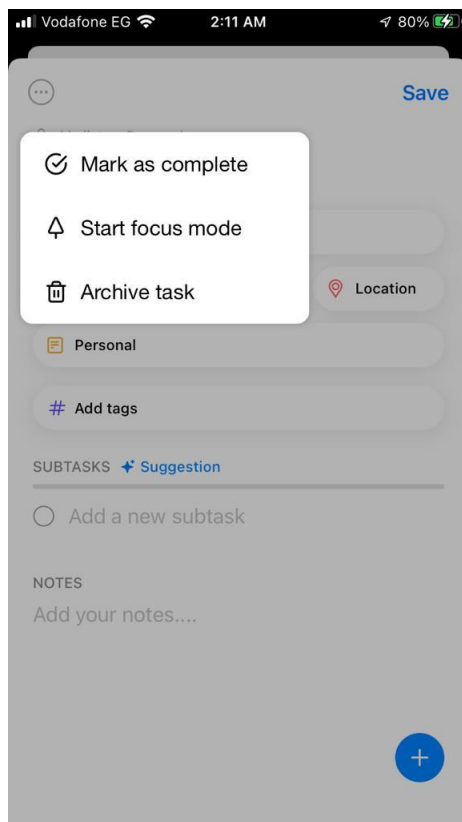 Vodafone EG 2:11 AM 80%
Save
Mark as complete
Start focus mode
Archive task
Location
Personal
# Add tags
SUBTASKS Suggestion
Add a new subtask
NOTES
Add your notes....